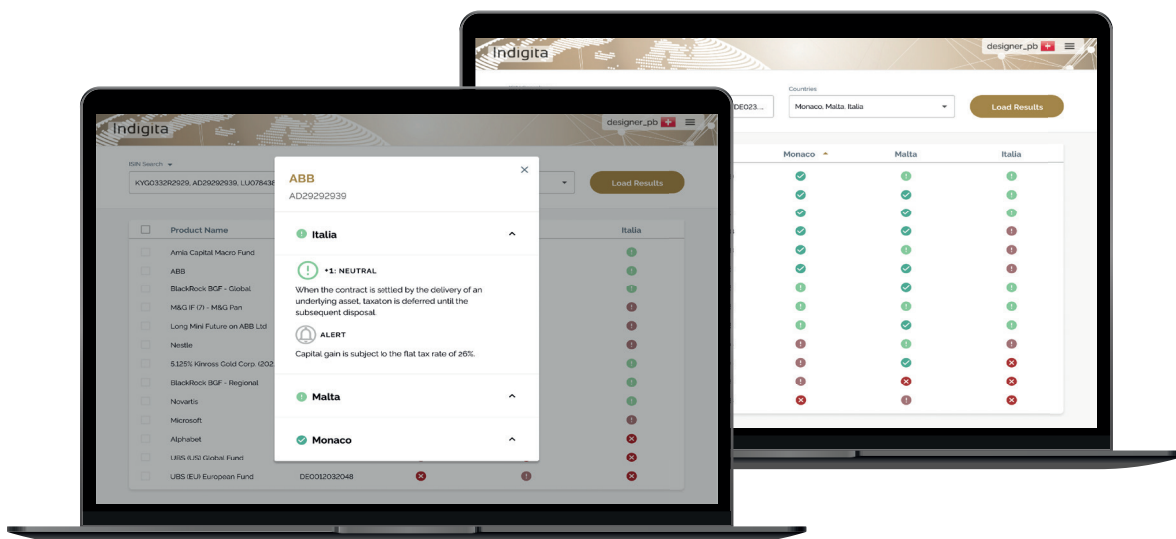 Indigita
designer_pb
Countries
DE023...
Monaco, Malta, Italia
Load Results
Monaco
Malta
Italia
Indigita
designer_pb
ISIN Search
KYG0332R2929, AD29292939, LU078438
Load Results
Product Name
Italia
Amia Capital Macro Fund
ABB
BlackRock BGF - Global
M&G IF (7) - M&G Pan
Long Mini Future on ABB Ltd
Nestle
5.125% Kinross Gold Corp. (202
BlackRock BGF - Regional
Novartis
Microsoft
Alphabet
UBS (US) Global Fund
UBS (EU) European Fund
DE0012032048
ABB
AD29292939
Italia
+1: NEUTRAL
When the contract is settled by the delivery of an
underlying asset, taxaton is deferred until the
subsequent disposal.
ALERT
Capital gain is subject to the flat tax rate of 26%.
Malta
Monaco